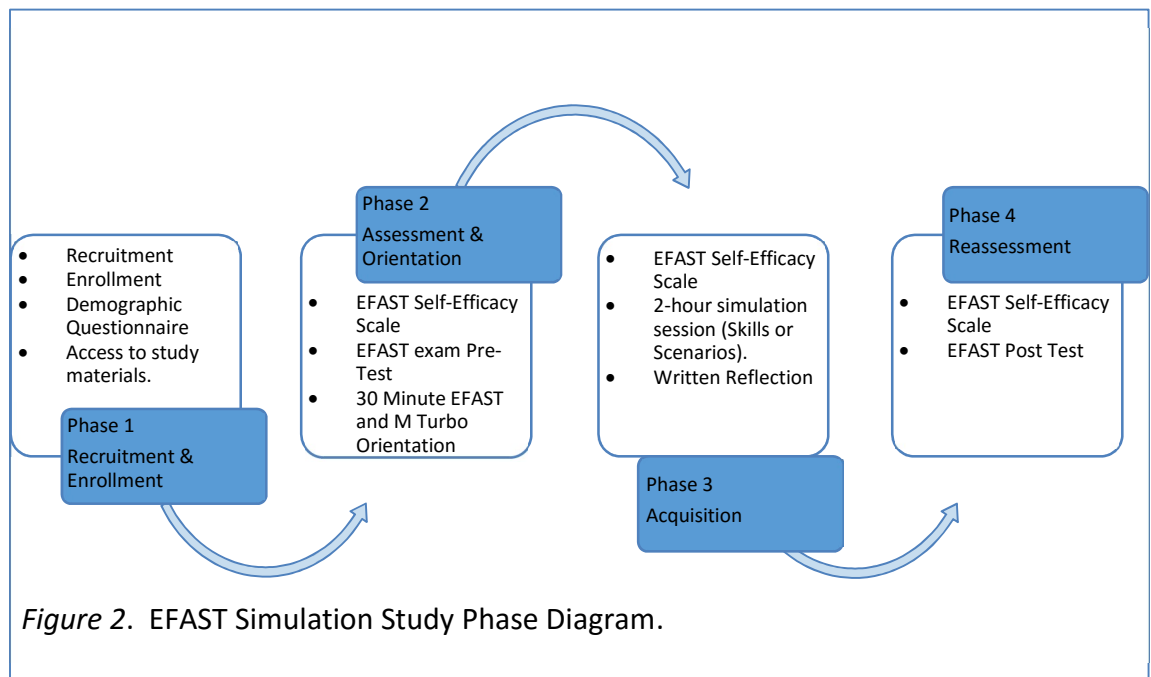 • Recruitment
• Enrollment
• Demographic
Questionnaire
• Access to study
materials.
Phase 1
Recruitment &
Enrollment
Phase 2
Assessment &
Orientation
• EFAST Self-Efficacy
Scale
• EFAST exam Pre-
Test
• 30 Minute EFAST
and M Turbo
Orientation
• EFAST Self-Efficacy
Scale
• 2-hour simulation
session (Skills or
Scenarios).
• Written Reflection
Phase 3
Acquisition
Phase 4
Reassessment
• EFAST Self-Efficacy
Scale
• EFAST Post Test
Figure 2.  EFAST Simulation Study Phase Diagram.